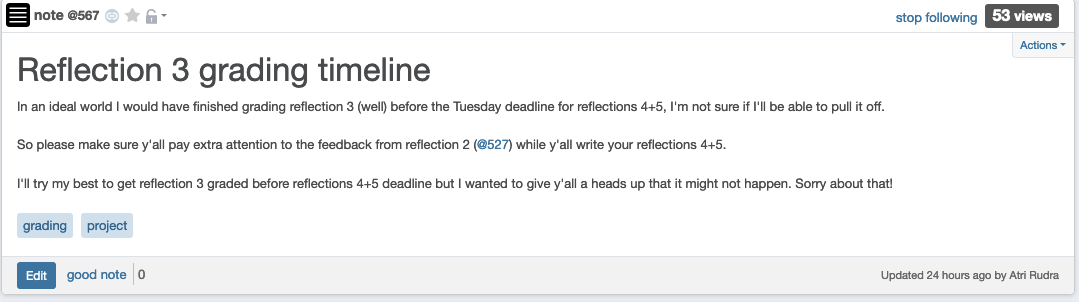 note @567
stop following 53 views
Actions
Reflection 3 grading timeline
In an ideal world I would have finished grading reflection 3 (well) before the Tuesday deadline for reflections 4+5, I'm not sure if I'll be able to pull it off.
So please make sure y'all pay extra attention to the feedback from reflection 2 (@527) while y'all write your reflections 4+5.
I'll try my best to get reflection 3 graded before reflections 4+5 deadline but I wanted to give y'all a heads up that it might not happen. Sorry about that!
grading project
Edit good note 0
Updated 24 hours ago by Atri Rudra